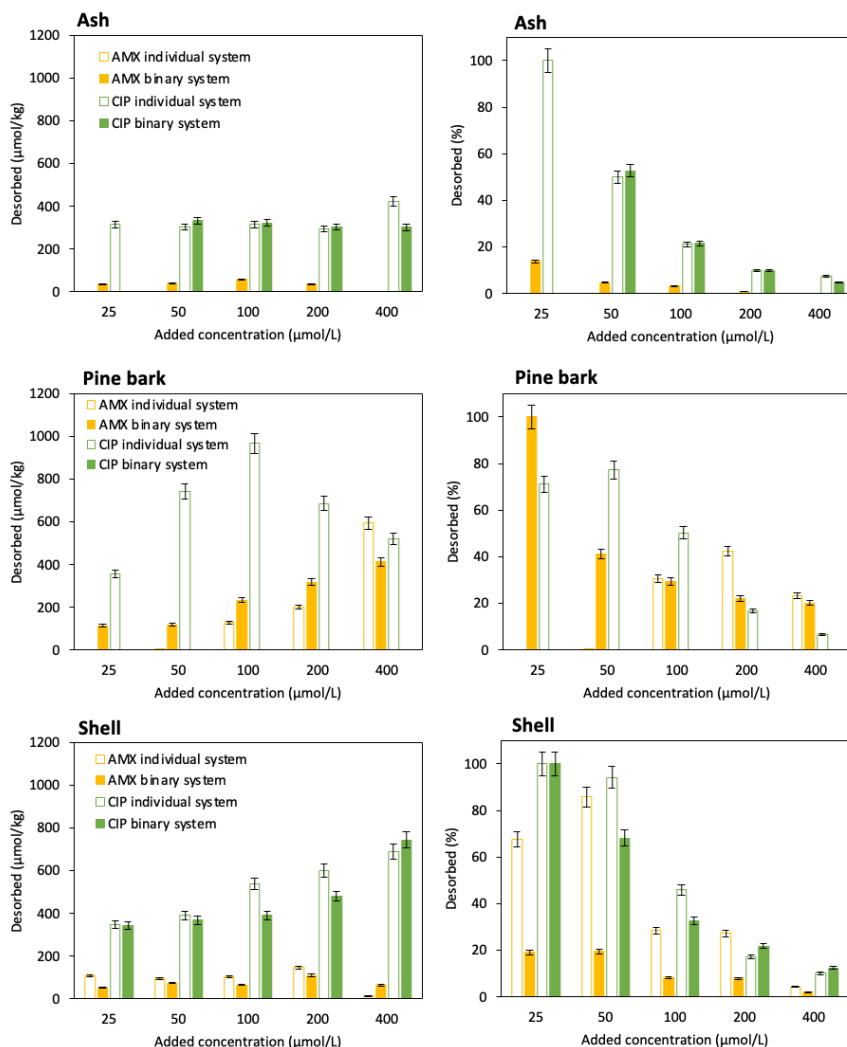 Ash
1200
1000
800
600
400
200
0
Desorbed (µmol/kg)
AMX individual system
AMX binary system
CIP individual system
CIP binary system
25 50 100 200 400
Added concentration (µmol/L)
Ash
100
80
60
40
20
0
Desorbed (%)
25 50 100 200 400
Added concentration (µmol/L)
Pine bark
1200
1000
800
600
400
200
0
Desorbed (µmol/kg)
AMX individual system
AMX binary system
CIP individual system
CIP binary system
25 50 100 200 400
Added concentration (µmol/L)
Pine bark
100
80
60
40
20
0
Desorbed (%)
25 50 100 200 400
Added concentration (µmol/L)
Shell
1200
1000
800
600
400
200
0
Desorbed (µmol/kg)
AMX individual system
AMX binary system
CIP individual system
CIP binary system
25 50 100 200 400
Added concentration (µmol/L)
Shell
100
80
60
40
20
0
Desorbed (%)
25 50 100 200 400
Added concentration (µmol/L)